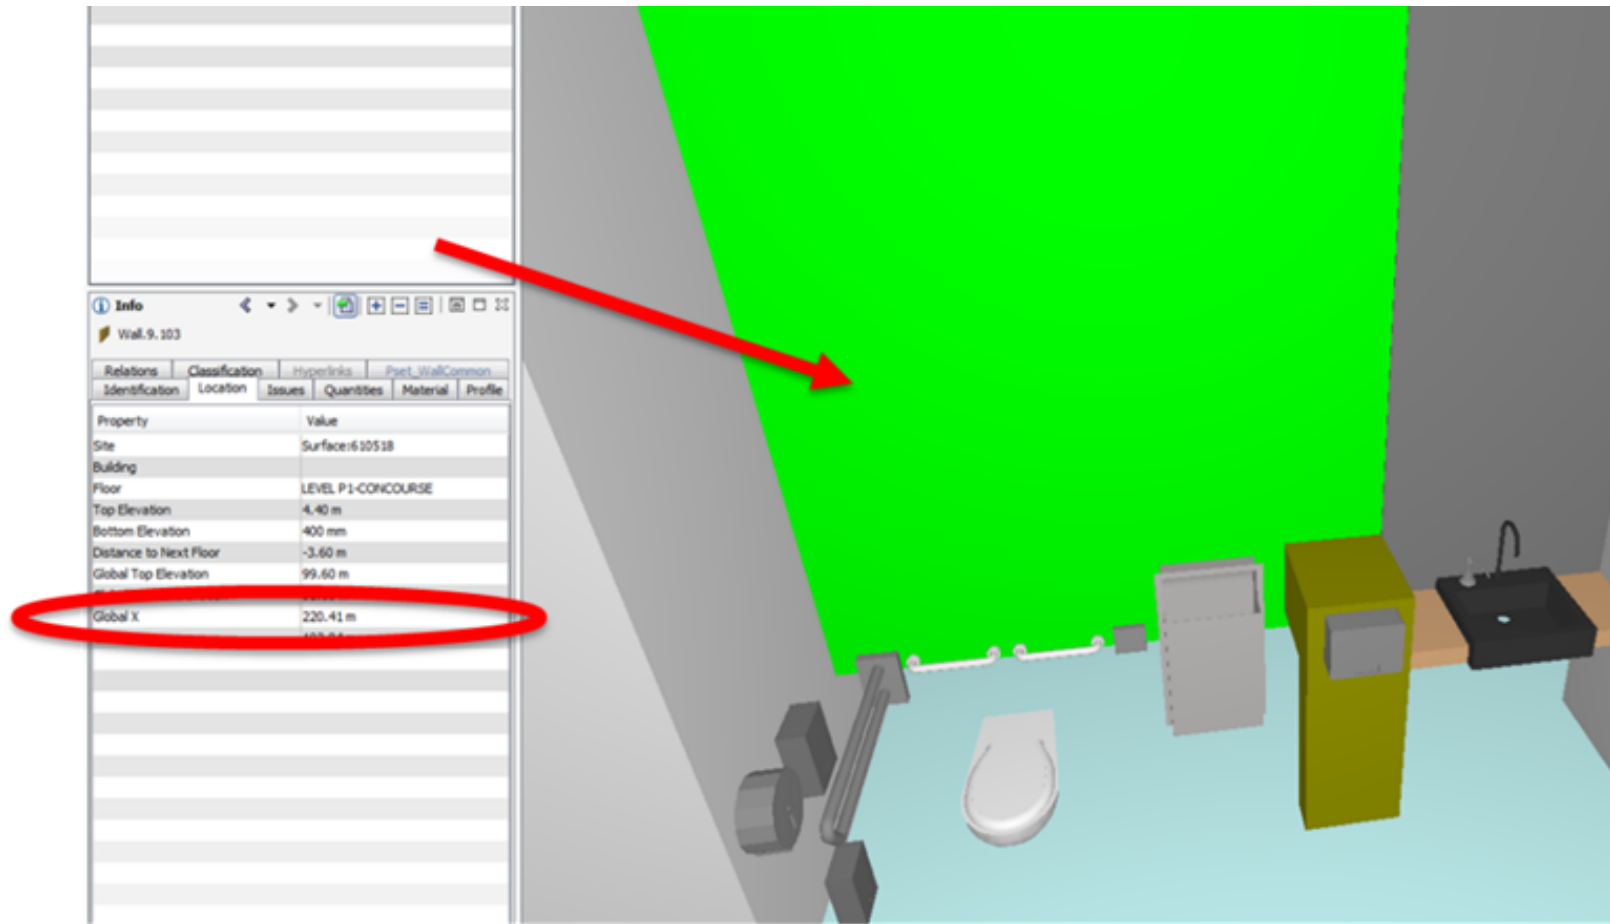 Info
Wall.9.103
Relations Classification Hyperlinks Pset_WallCommon
Identification Location Issues Quantities Material Profile
Property Value
Site Surface:610518
Building
Floor LEVEL P1-CONCOURSE
Top Elevation 4.40 m
Bottom Elevation 400 mm
Distance to Next Floor -3.60 m
Global Top Elevation 99.60 m
Global X 220.41 m